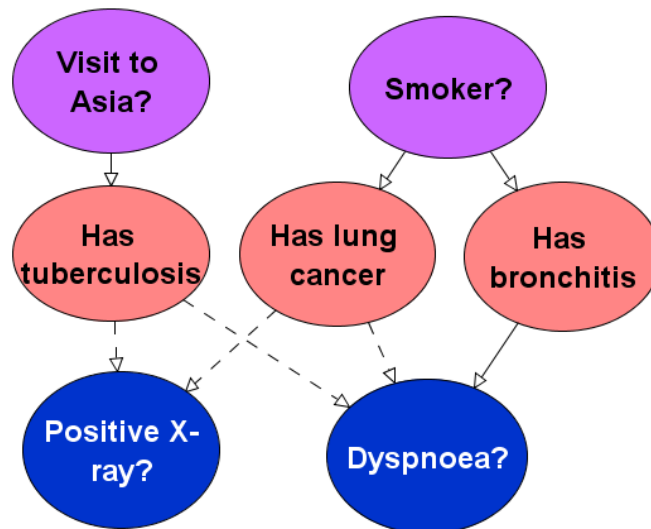 Visit to
Asia?
Smoker?
Has
tuberculosis
Has lung
cancer
Has
bronchitis
Positive X-
ray?
Dyspnoea?